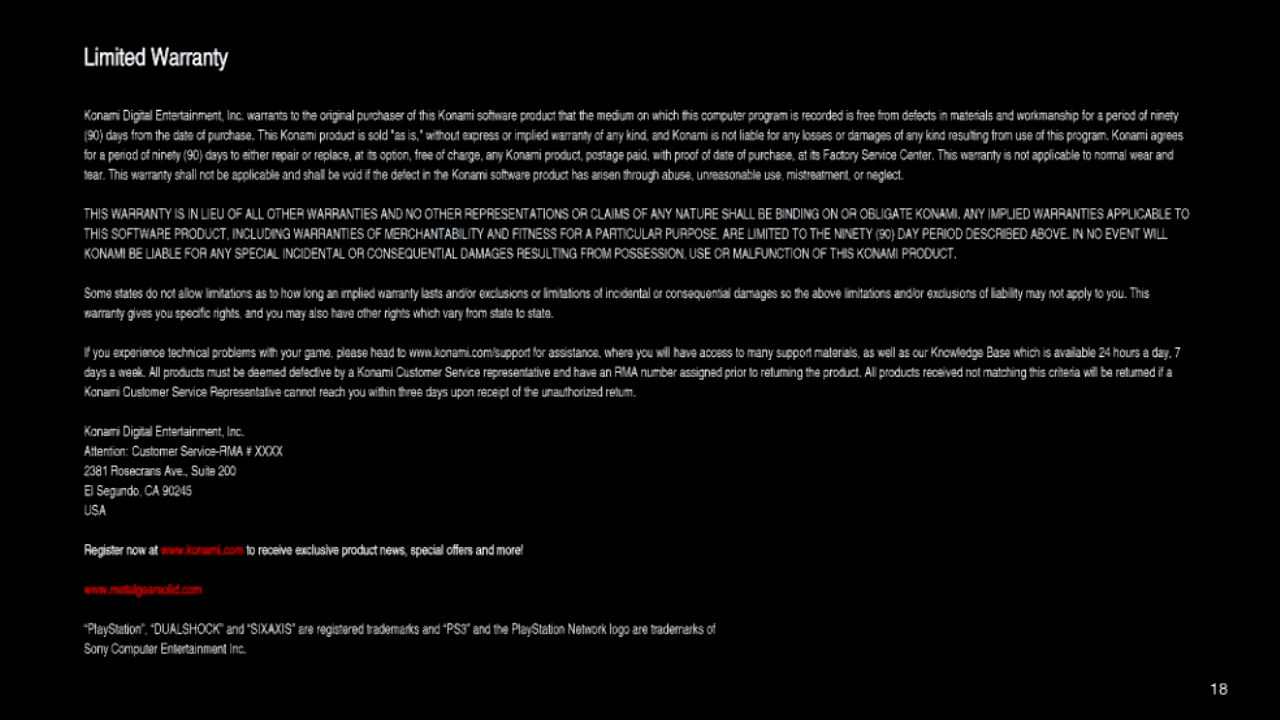 Limited Warranty
Konami Digital Entertainment, Inc. warrants to the original purchaser of this Konami software product that the medium on which this computer program is recorded is free from defects in materials and workmanship for a period of ninety
(90) days from the date of purchase. This Konami product is sold "as is," without express or implied warranty of any kind, and Konami is not liable for any losses or damages of any kind resulting from use of this program. Konami agrees
for a period of ninety (90) days to either repair or replace, at its option, free of charge, any Konami product, postage paid, with proof of date of purchase, at its Factory Service Center. This warranty is not applicable to normal wear and
tear. This warranty shall not be applicable and shall be void if the defect in the Konami software product has arisen through abuse, unreasonable use, mistreatment, or neglect.
THIS WARRANTY IS IN LIEU OF ALL OTHER WARRANTIES AND NO OTHER REPRESENTATIONS OR CLAIMS OF ANY NATURE SHALL BE BINDING ON OR OBLIGATE KONAMI. ANY IMPLIED WARRANTIES APPLICABLE TO
THIS SOFTWARE PRODUCT, INCLUDING WARRANTIES OF MERCHANTABILITY AND FITNESS FOR A PARTICULAR PURPOSE, ARE LIMITED TO THE NINETY (90) DAY PERIOD DESCRIBED ABOVE. IN NO EVENT WILL
KONAMI BE LIABLE FOR ANY SPECIAL INCIDENTAL OR CONSEQUENTIAL DAMAGES RESULTING FROM POSSESSION, USE OR MALFUNCTION OF THIS KONAMI PRODUCT.
Some states do not allow limitations as to how long an implied warranty lasts and/or exclusions or limitations of incidental or consequential damages so the above limitations and/or exclusions of liability may not apply to you. This
warranty gives you specific rights, and you may also have other rights which vary from state to state.
If you experience technical problems with your game, please head to www.konami.com/support for assistance, where you will have access to many support materials, as well as our Knowledge Base which is available 24 hours a day, 7
days a week. All products must be deemed defective by a Konami Customer Service representative and have an RMA number assigned prior to returning the product. All products received not matching this criteria will be returned if a
Konami Customer Service Representative cannot reach you within three days upon receipt of the unauthorized return.
Konami Digital Entertainment, Inc.
Attention: Customer Service-RMA # XXXX
2381 Rosecrans Ave., Suite 200
El Segundo, CA 90245
USA
Register now at www.konami.com to receive exclusive product news, special offers and more!
www.metalgearsolid.com
"PlayStation", "DUALSHOCK" and "SIXAXIS" are registered trademarks and "PS3" and the PlayStation Network logo are trademarks of
Sony Computer Entertainment Inc.
18